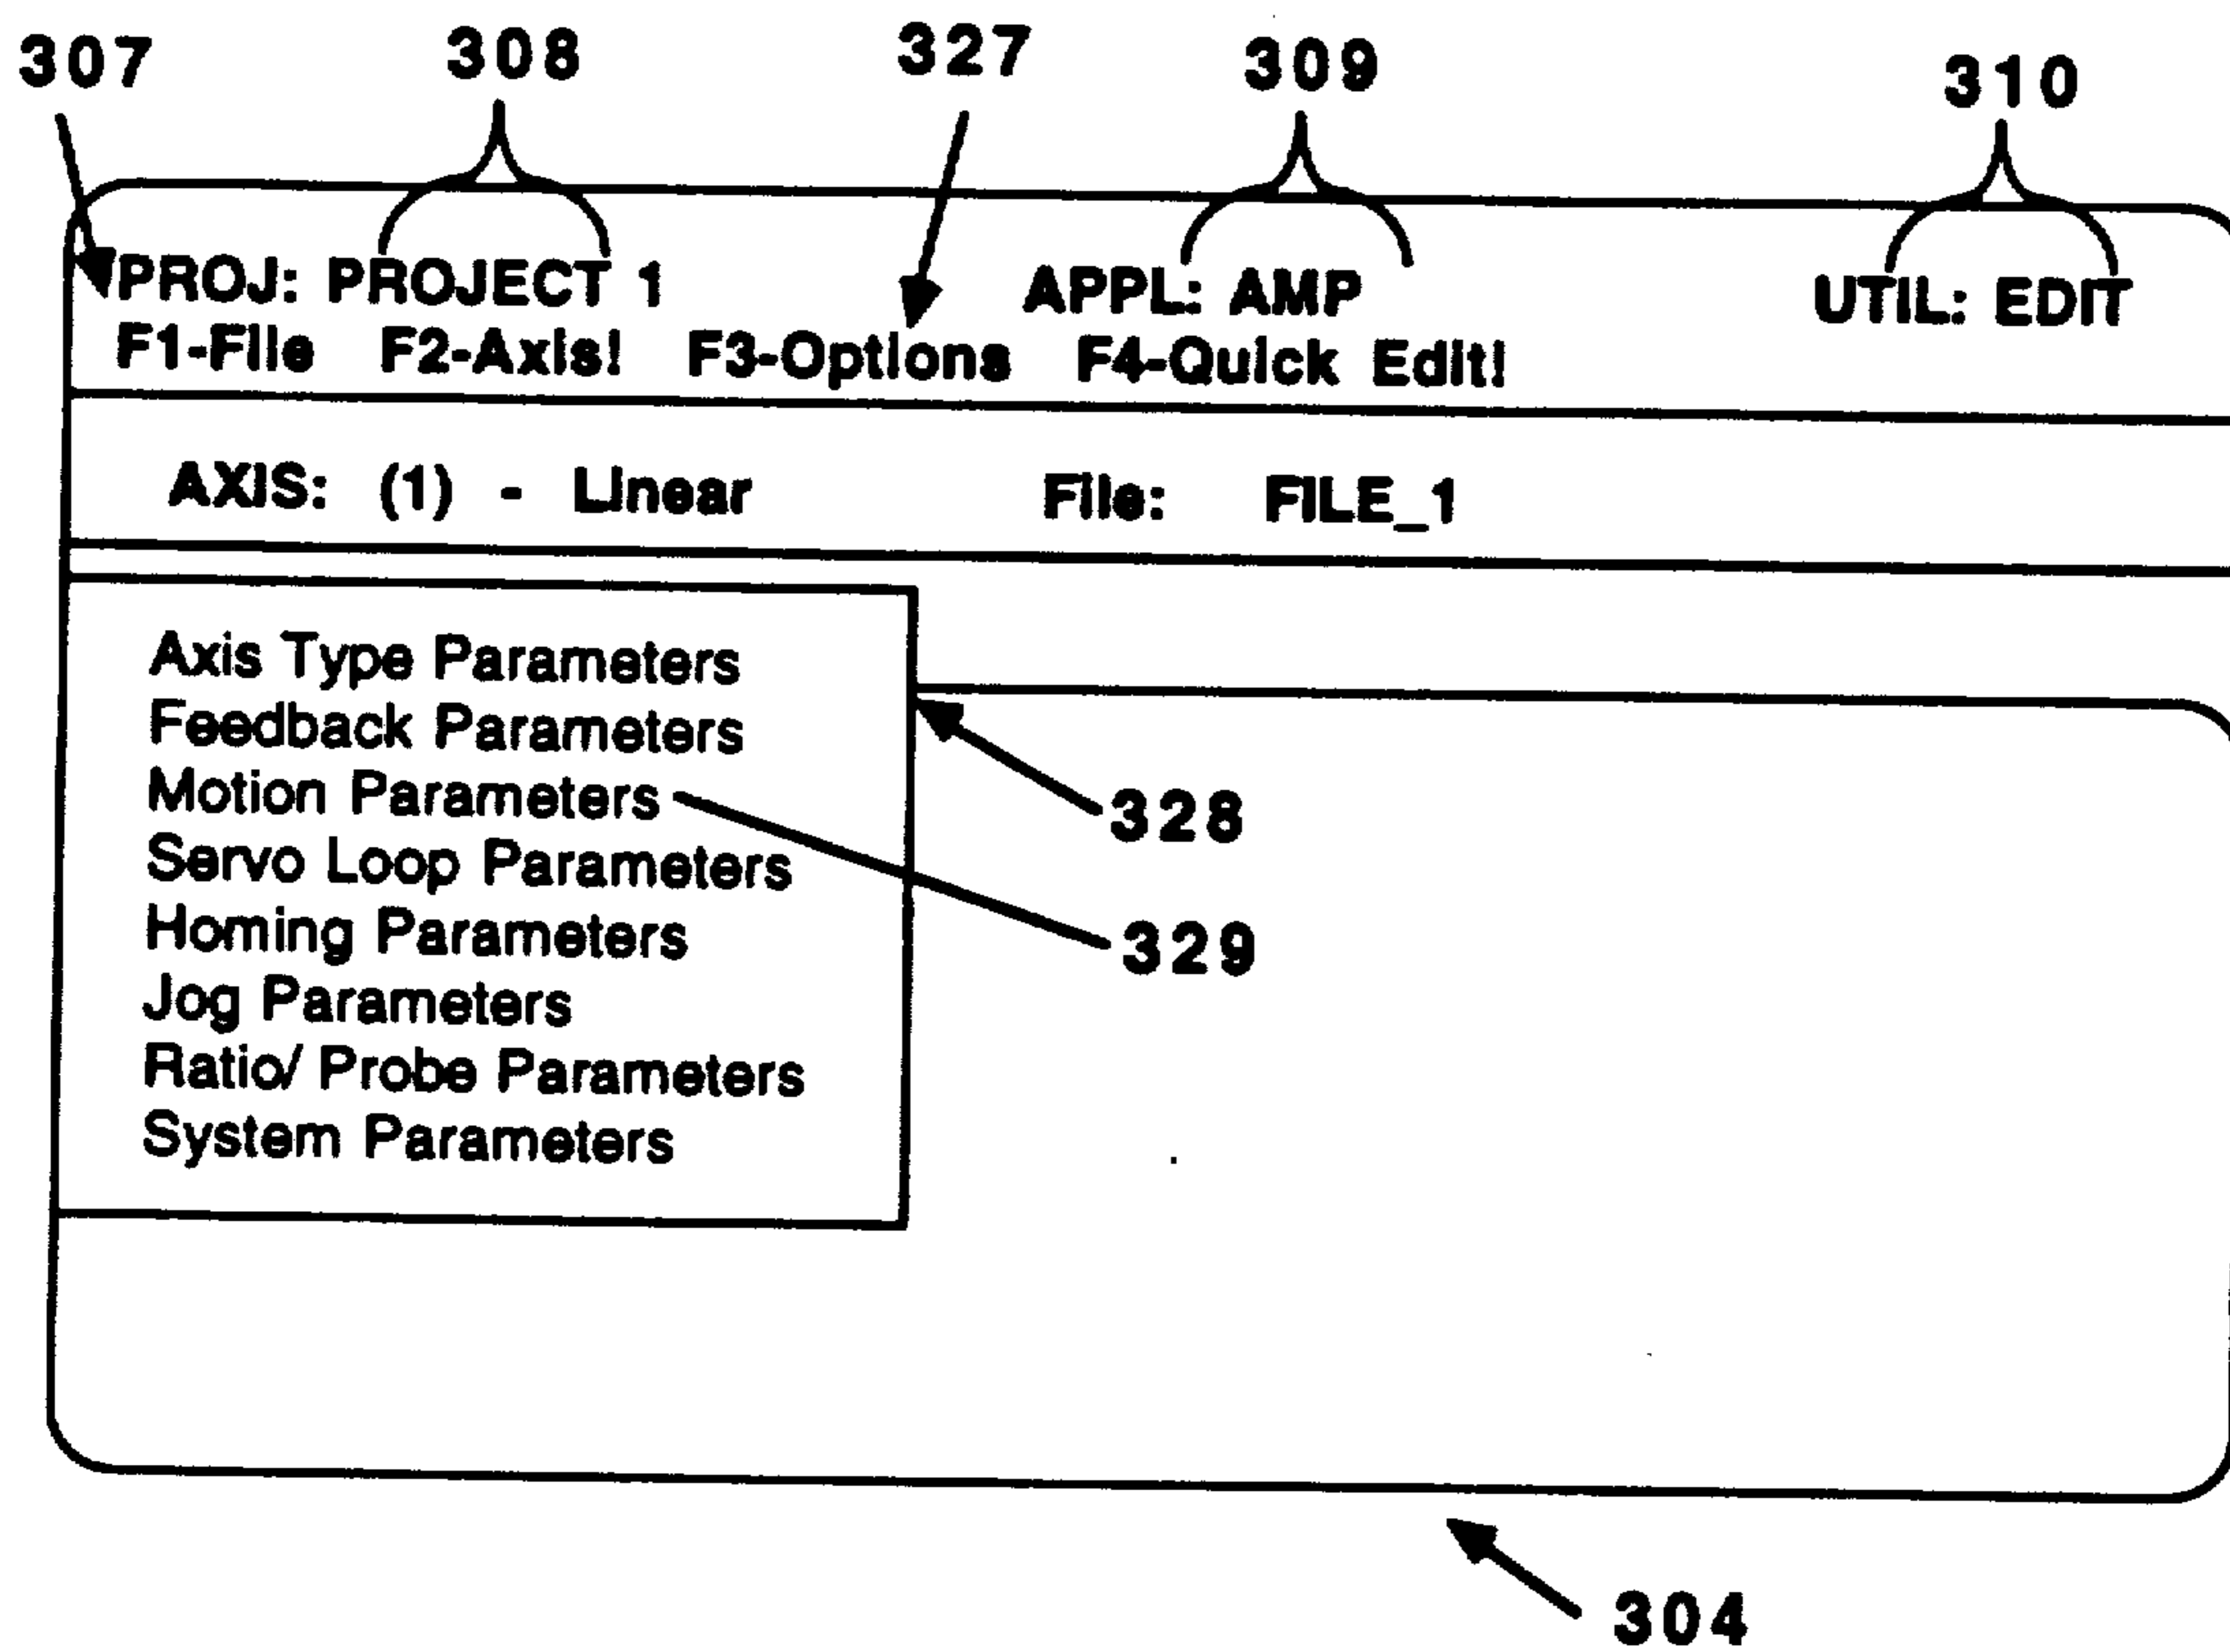 307 308 327 309 310
PROJ: PROJECT 1 APPL: AMP UTIL: EDIT
F1-File F2-Axis! F3-Options F4-Quick Edit!
AXIS: (1) - Linear File: FILE_1
Axis Type Parameters
Feedback Parameters
Motion Parameters
328
Servo Loop Parameters
Homing Parameters
329
Jog Parameters
Ratio/ Probe Parameters
System Parameters
304